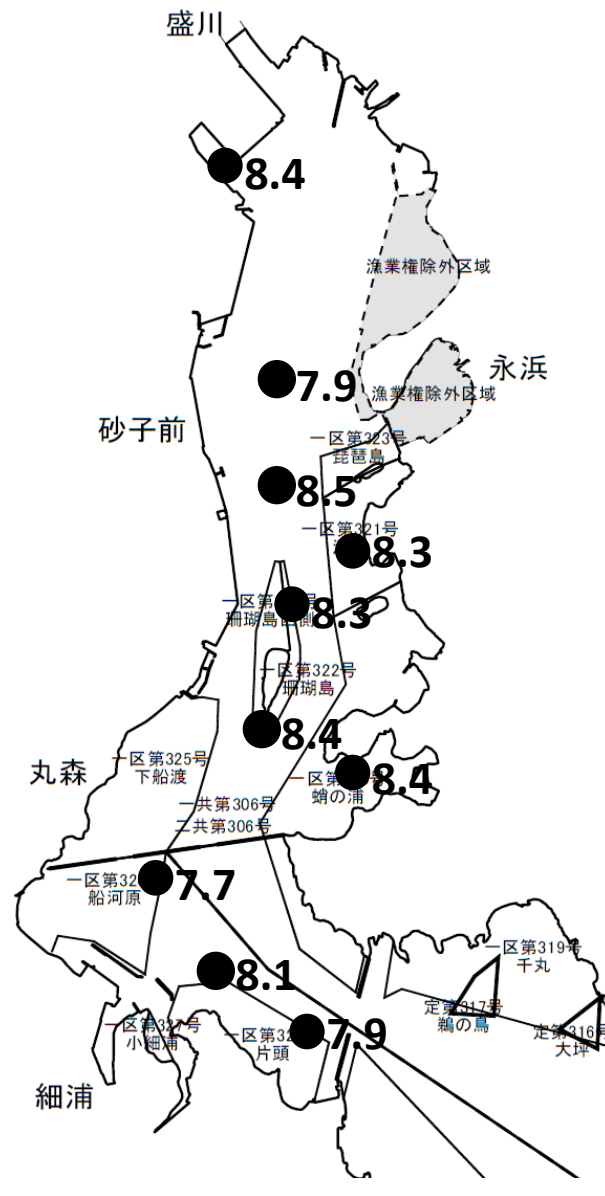 盛川
8.4
漁業権除外区域
永浜
7.9
漁業権除外区域
砂子前
一区第323号
琵琶島
8.5
一区第321号
8.3
一区第
8.3
珊瑚島
一区第322号
珊瑚島
8.4
一区第325号
下船渡
丸森
一区第
8.4
蛸の浦
一共第306号
二共第306号
一区第32
7.7
船河原
8.1
一区第319号
千丸
定第317号
鵜の鳥
定第316号
大坪
一区第327号
小細浦
一区第32
7.9
片頭
細浦